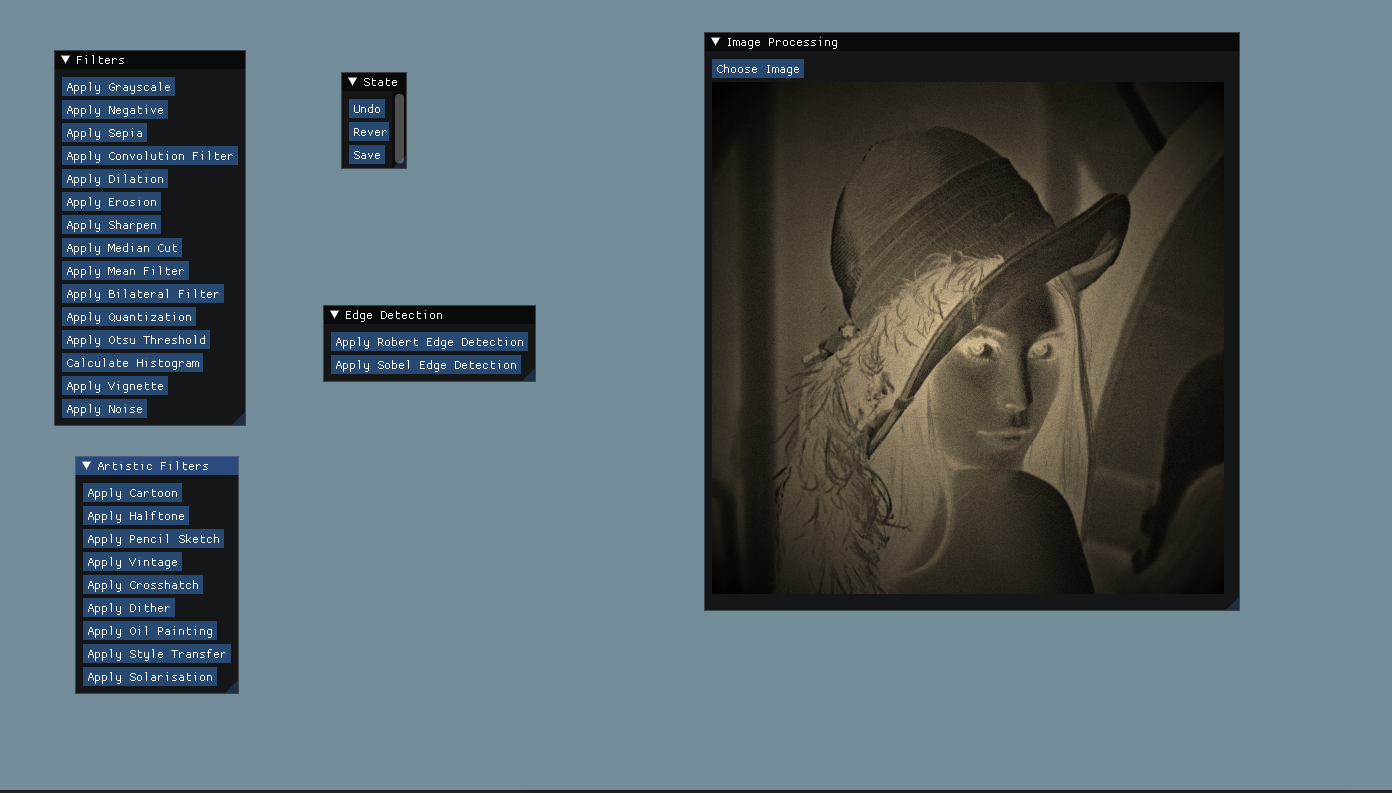 Filters
Apply Grayscale
Apply Negative
Apply Sepia
Apply Convolution Filter
Apply Dilation
Apply Erosion
Apply Sharpen
Apply Median Cut
Apply Mean Filter
Apply Bilateral Filter
Apply Quantization
Apply Otsu Threshold
Calculate Histogram
Apply Vignette
Apply Noise
Artistic Filters
Apply Cartoon
Apply Halftone
Apply Pencil Sketch
Apply Vintage
Apply Crosshatch
Apply Dither
Apply Oil Painting
Apply Style Transfer
Apply Solarisation
State
Undo
Rever
Save
Edge Detection
Apply Robert Edge Detection
Apply Sobel Edge Detection
Image Processing
Choose Image